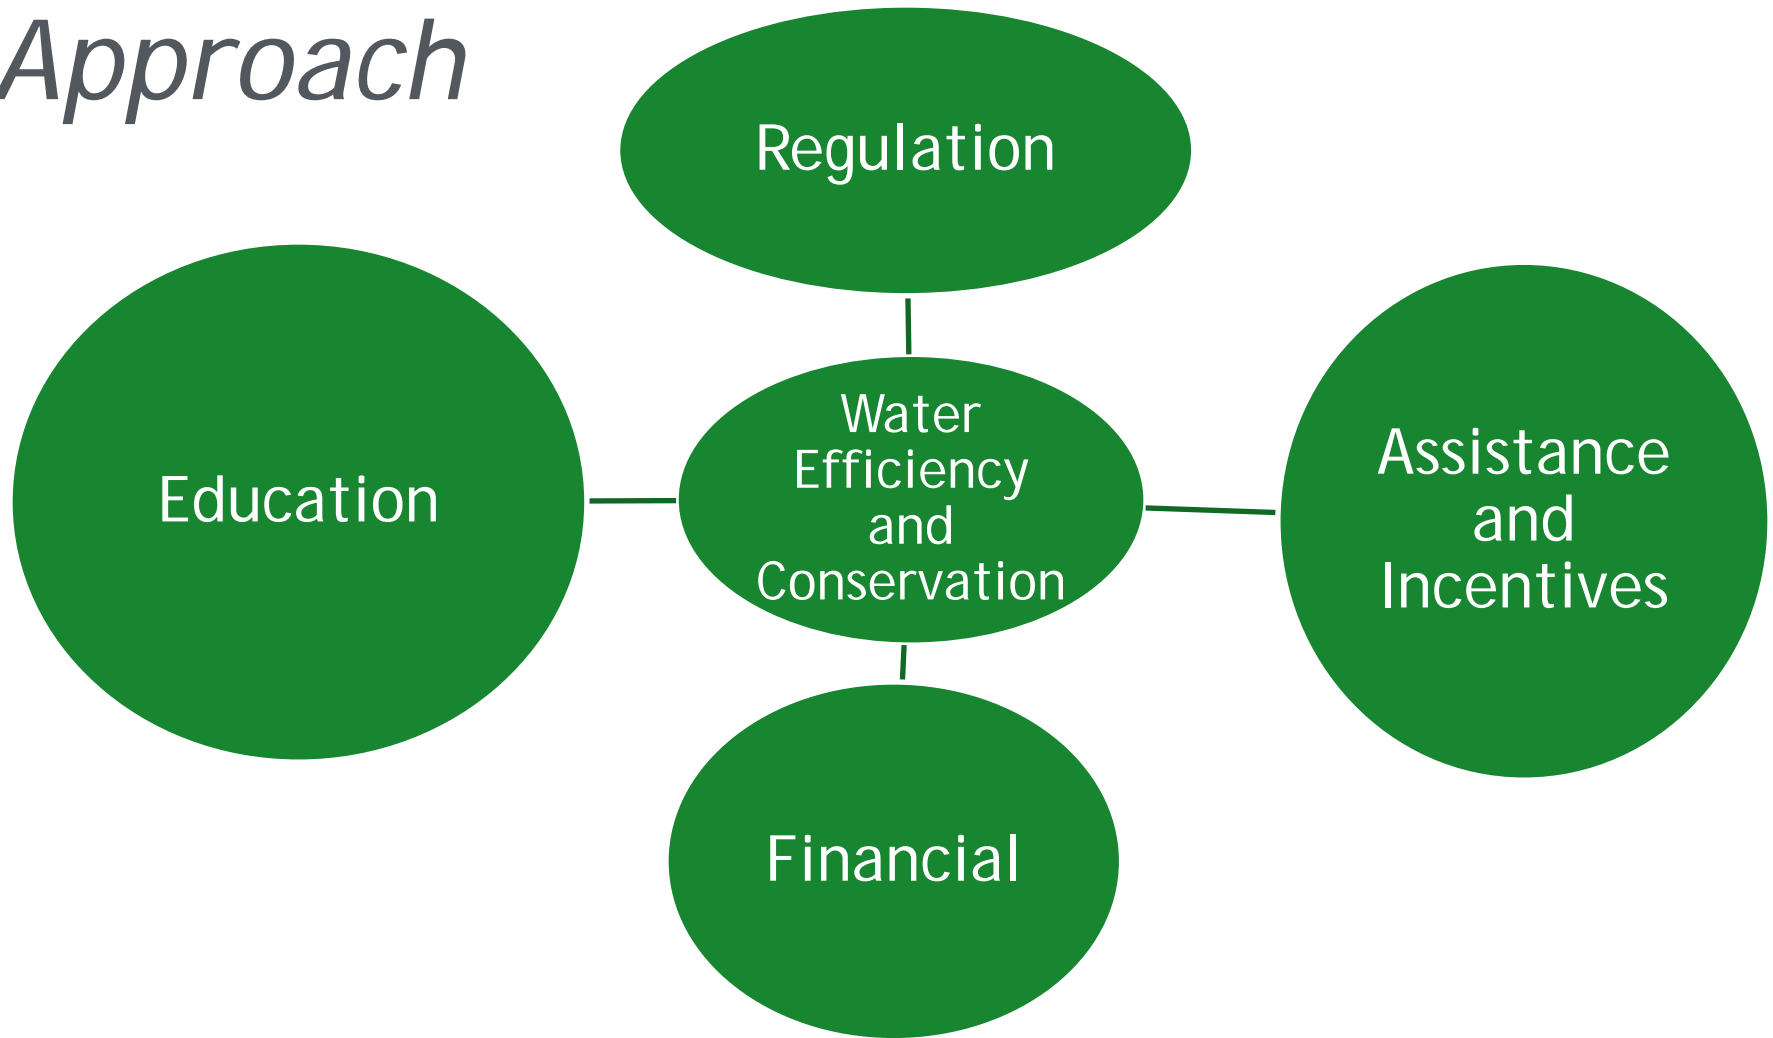 Approach
Regulation
Education
Water
Efficiency
and
Conservation
Assistance
and
Incentives
Financial